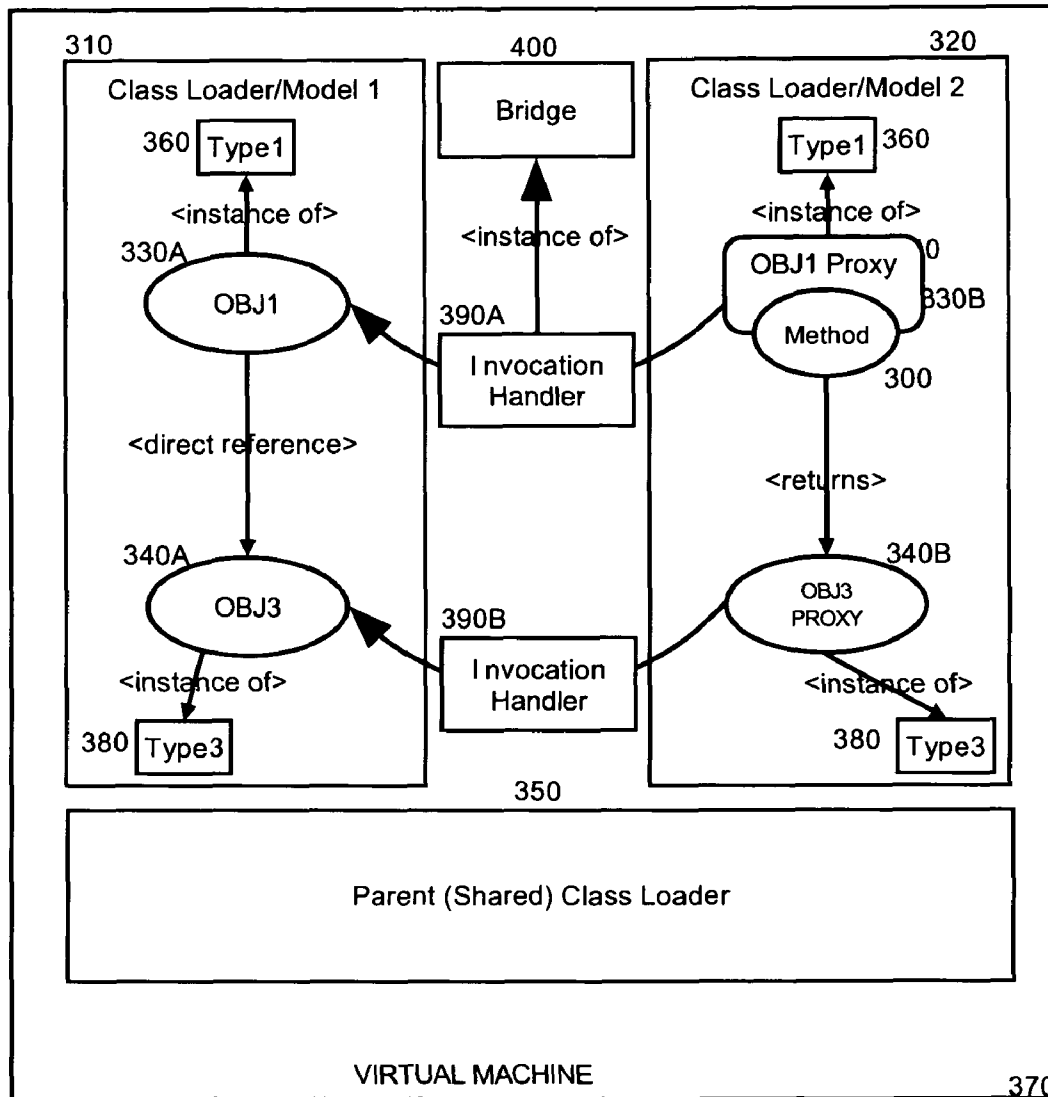 310
400
320
Class Loader/Model 1
Bridge
Class Loader/Model 2
360
Type1
Type1
360
<instance of>
<instance of>
<instance of>
330A
OBJ1
390A
Invocation
Handler
OBJ1 Proxy
330B
Method
300
<direct reference>
<returns>
340A
OBJ3
390B
Invocation
Handler
340B
OBJ3
PROXY
<instance of>
<instance of>
380
Type3
380
Type3
350
Parent (Shared) Class Loader
VIRTUAL MACHINE
370